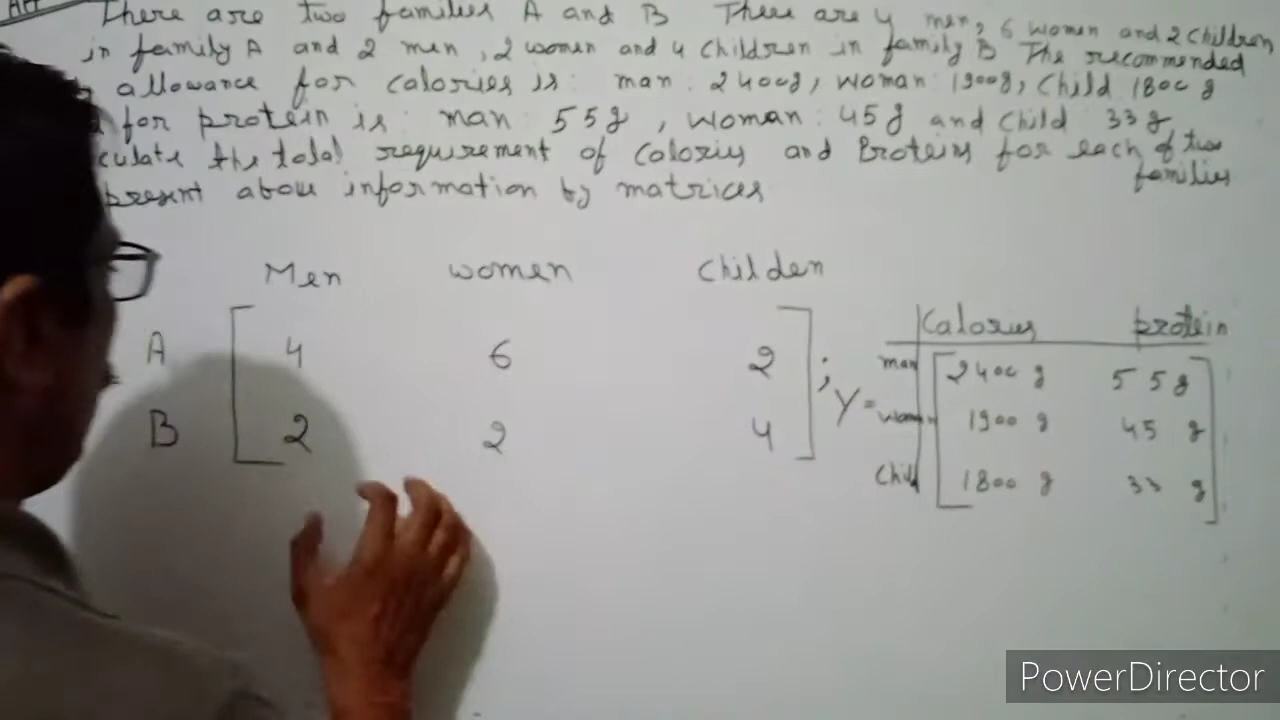 There are two families A and B There are 4 men, 6 women and 2 children
in family A and 2 men, 2 women and 4 children in family B The recommended
allowance for calories is: man: 2400g, woman: 1900g, Child 1800 g
for protein is: man: 55g, woman: 45g and child 33 g
culate the total requirement of Calories and Proteins for each of two
families
present above information by matrices
Men women Childen
Calories protein
A 4 6 2 ; man 2400 g 55g
Y = 1900 g 45 g
B 2 2 4
Child 1800 g 33 g
PowerDirector